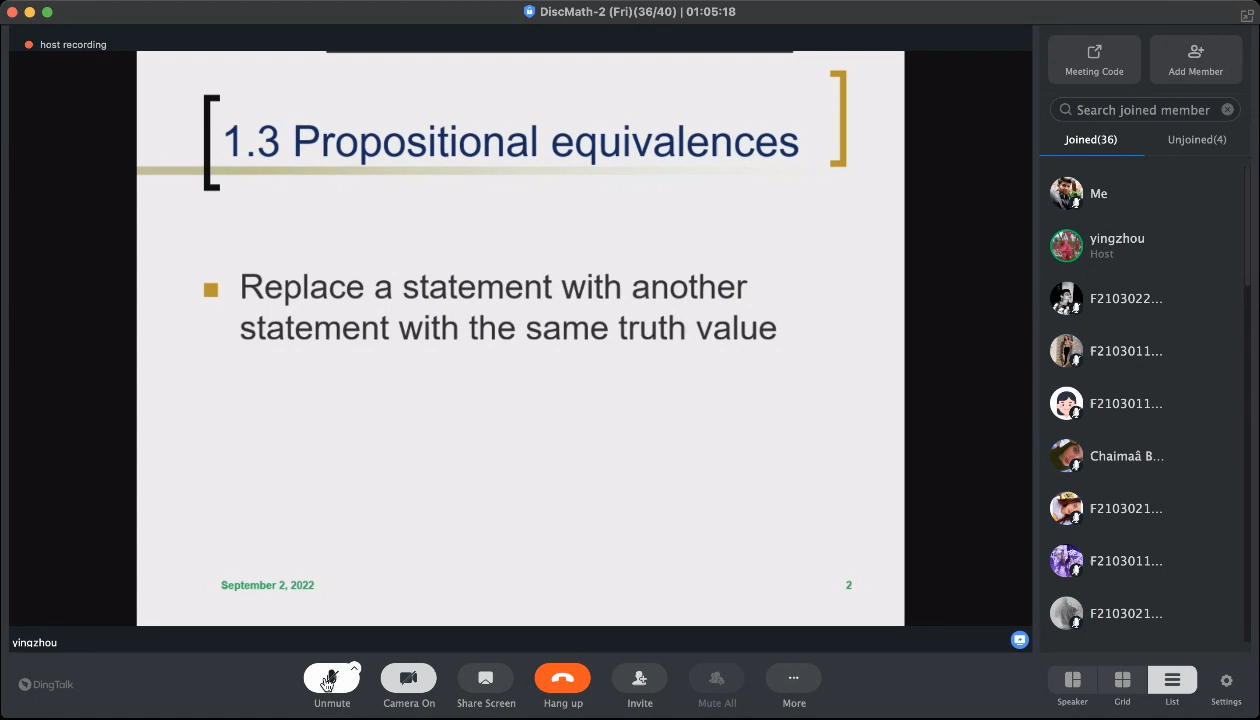 DiscMath-2 (Fri)(36/40) | 01:05:18
host recording
1.3 Propositional equivalences
Replace a statement with another
statement with the same truth value
September 2, 2022
2
yingzhou
Meeting Code
Add Member
Search joined member
Joined(36)
Unjoined(4)
Me
yingzhou
Host
F2103022...
F2103011...
F2103011...
Chaimaâ B...
F2103021...
F2103011...
F2103021...
DingTalk
Unmute
Camera On
Share Screen
Hang up
Invite
Mute All
More
Speaker
Grid
List
Settings